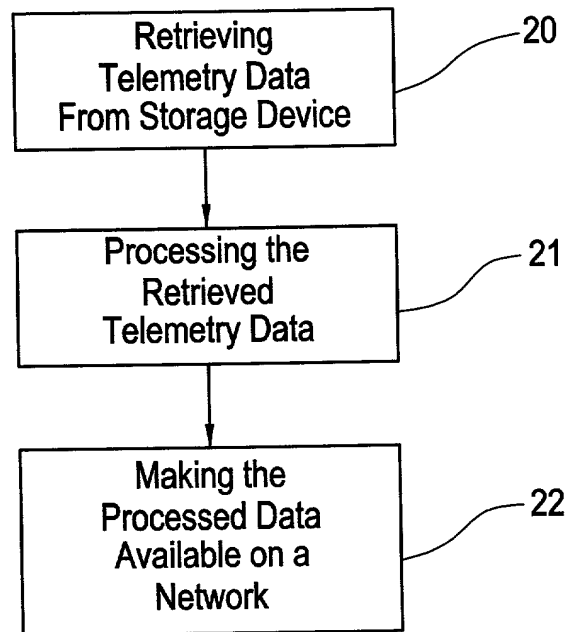 Retrieving
Telemetry Data
From Storage Device
20
Processing the
Retrieved
Telemetry Data
21
Making the
Processed Data
Available on a
Network
22